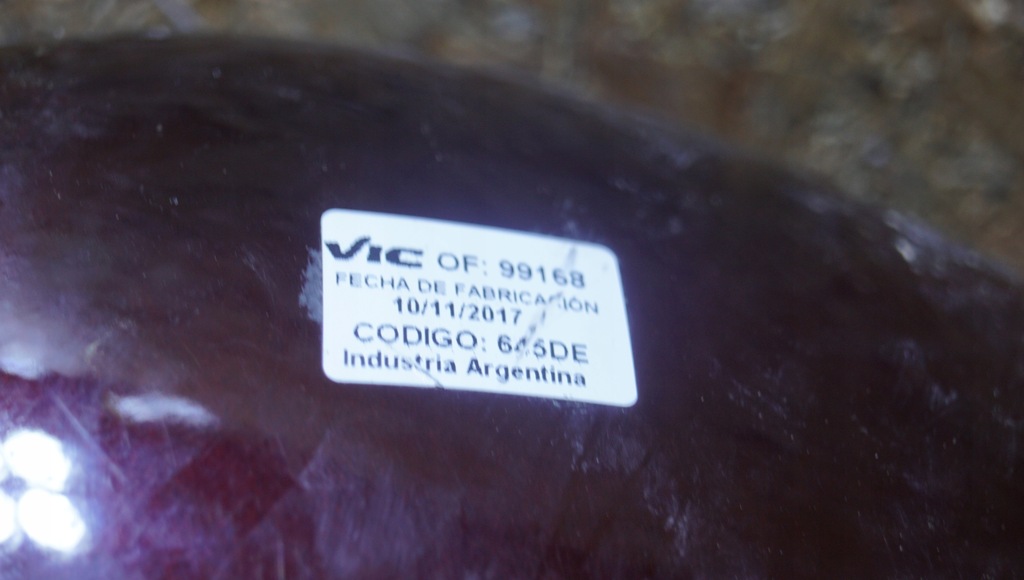 VIC OF: 99168
FECHA DE FABRICACIÓN
10/11/2017
CODIGO:
Industria Argentina